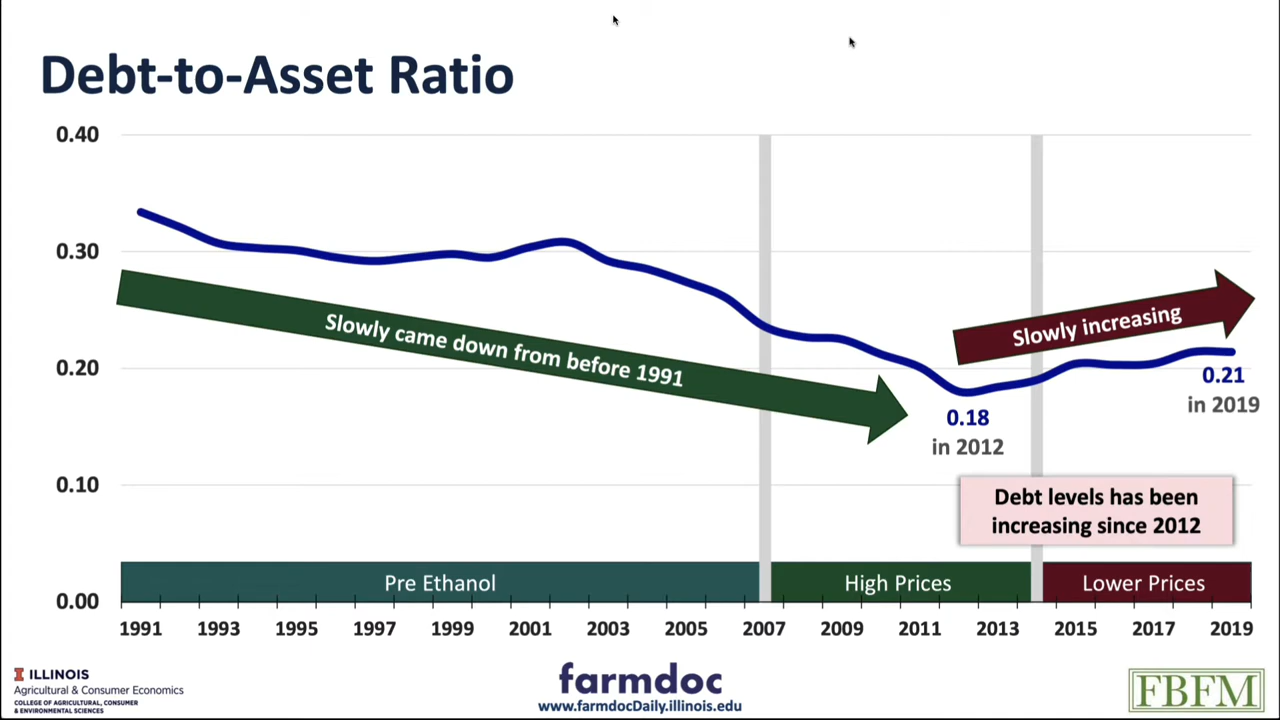 Debt-to-Asset Ratio
0.40
0.30
0.20
0.10
0.00
Slowly came down from before 1991
Slowly increasing
0.18
in 2012
0.21
in 2019
Debt levels has been
increasing since 2012
Pre Ethanol
High Prices
Lower Prices
1991 1993 1995 1997 1999 2001 2003 2005 2007 2009 2011 2013 2015 2017 2019
I ILLINOIS
Agricultural & Consumer Economics
COLLEGE OF AGRICULTURAL, CONSUMER
& ENVIRONMENTAL SCIENCES
farmdoc
www.farmdocDaily.illinois.edu
FBFM